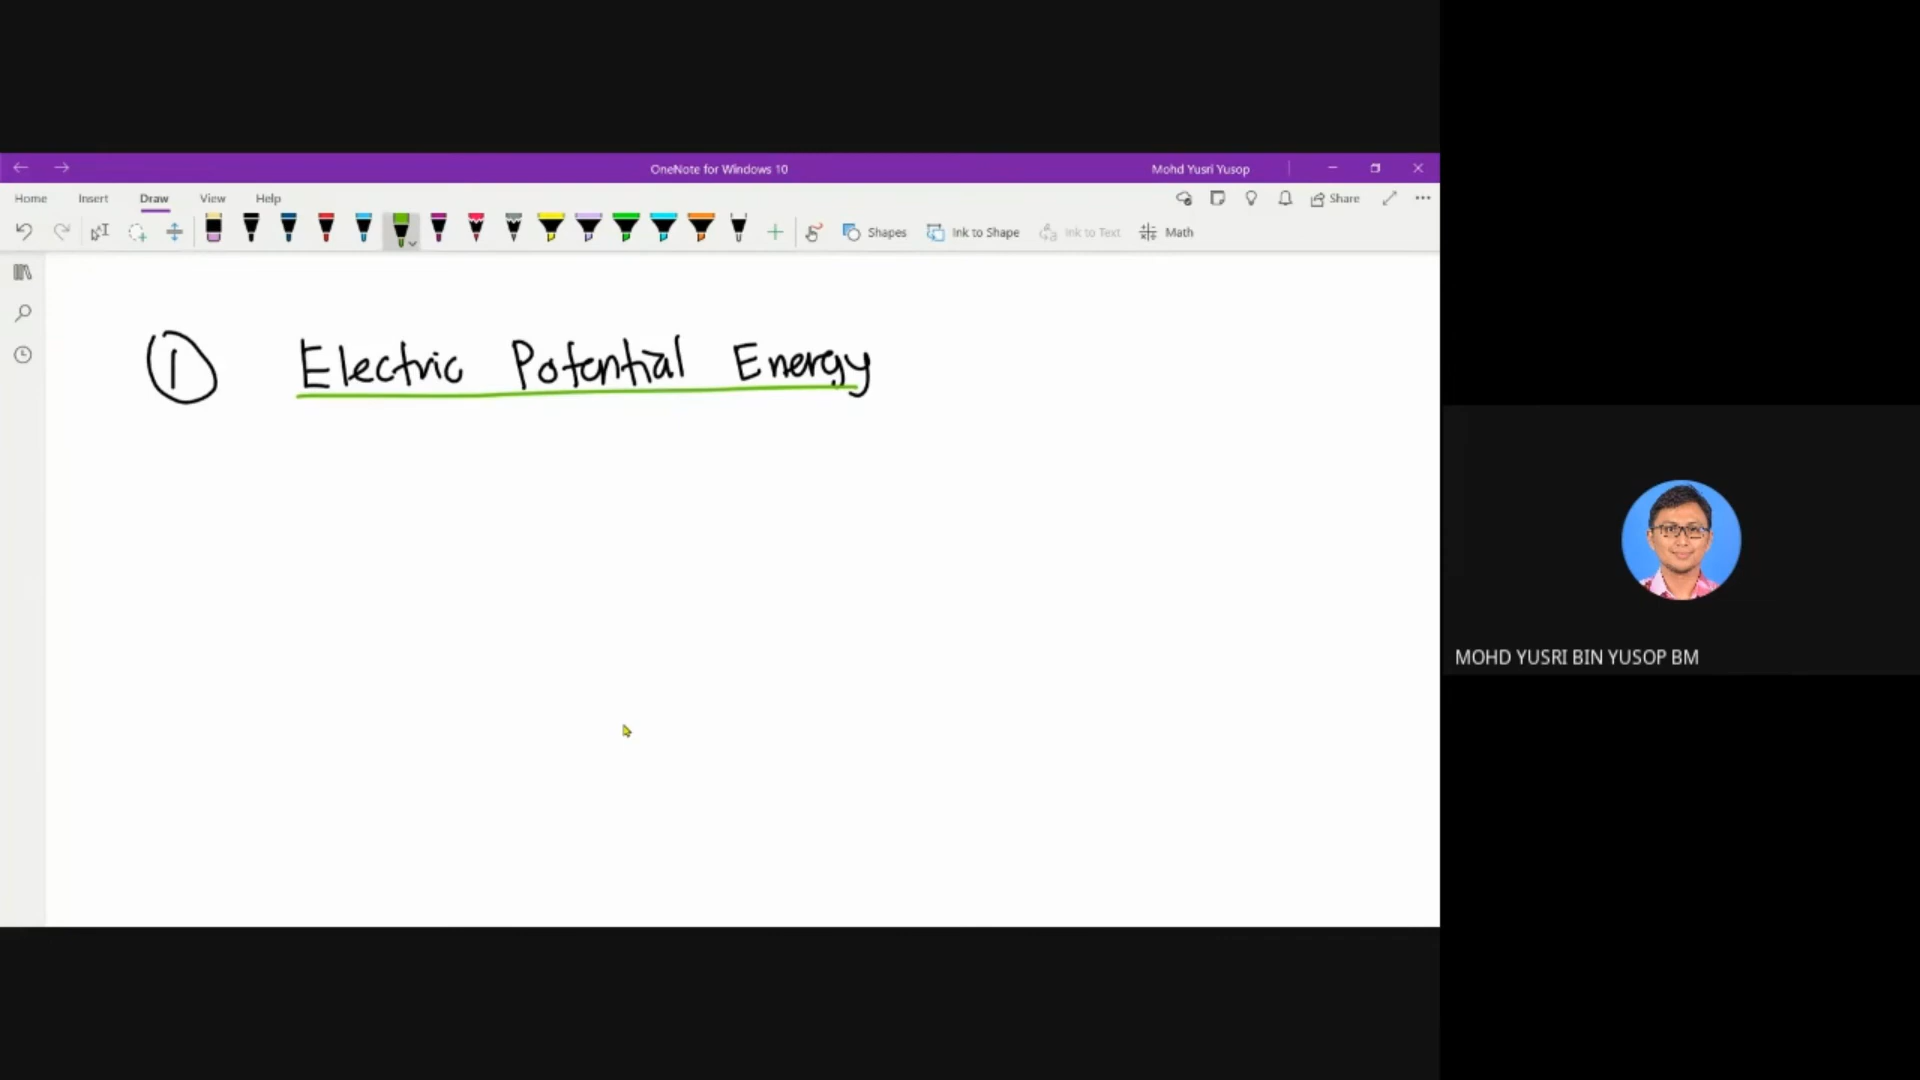 OneNote for Windows 10
Mohd Yusri Yusop
Home Insert Draw View Help
Share
Shapes Ink to Shape Ink to Text Math
1 Electric Potential Energy
MOHD YUSRI BIN YUSOP BM